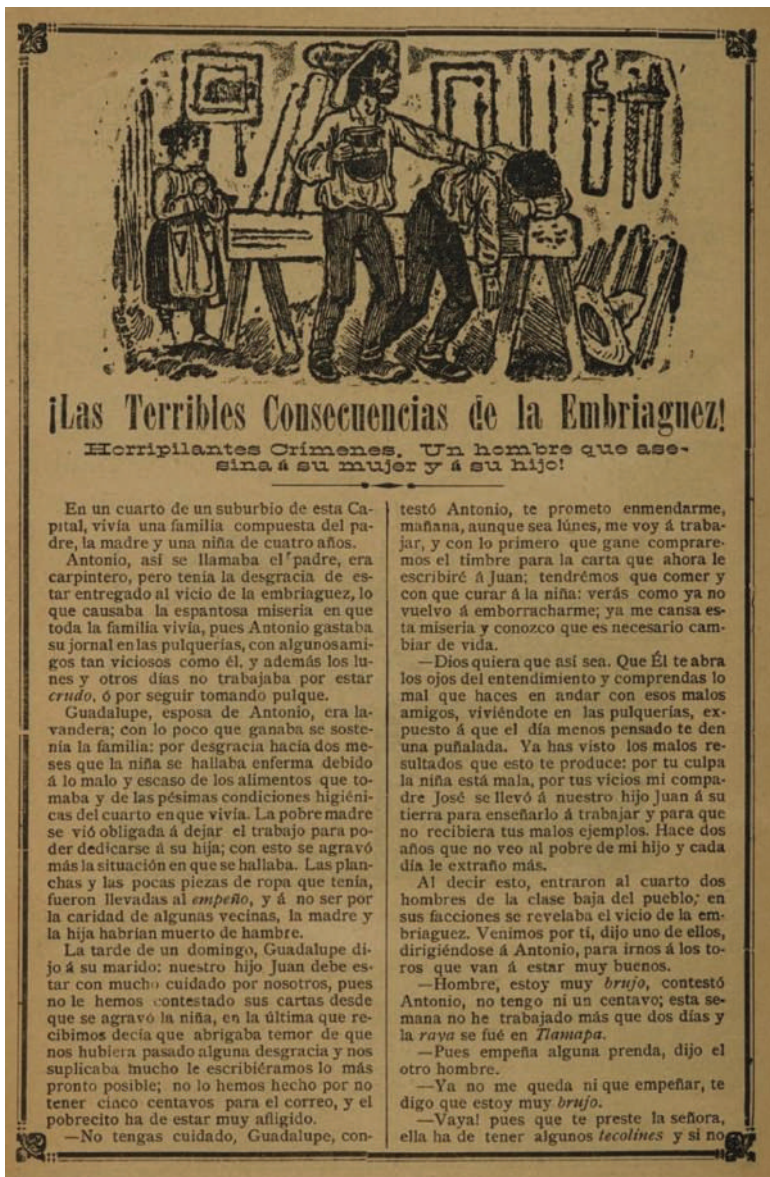 ¡Las Terribles Consecuencias de la Embriaguez!
Horripilantes Crímenes. Un hombre que ase-
sina á su mujer y á su hijo!
En un cuarto de un suburbio de esta Ca-
pital, vivía una familia compuesta del pa-
dre, la madre y una niña de cuatro años.
Antonio, así se llamaba el padre, era
carpintero, pero tenia la desgracia de es-
tar entregado al vicio de la embriaguez, lo
que causaba la espantosa miseria en que
toda la familia vivía, pues Antonio gastaba
su jornal en las pulquerías, con algunos ami-
gos tan viciosos como él, y además los lu-
nes y otros días no trabajaba por estar
crudo, ó por seguir tomando pulque.
Guadalupe, esposa de Antonio, era la-
vandera; con lo poco que ganaba se soste-
nía la familia: por desgracia hacía dos me-
ses que la niña se hallaba enferma debido
á lo malo y escaso de los alimentos que to-
maba y de las pésimas condiciones higiéni-
cas del cuarto en que vivía. La pobre madre
se vió obligada á dejar el trabajo para po-
der dedicarse á su hija; con esto se agravó
más la situación en que se hallaba. Las plan-
chas y las pocas piezas de ropa que tenía,
fueron llevadas al empeño, y á no ser por
la caridad de algunas vecinas, la madre y
la hija habrían muerto de hambre.
La tarde de un domingo, Guadalupe di-
jo á su marido: nuestro hijo Juan debe es-
tar con mucho cuidado por nosotros, pues
no le hemos contestado sus cartas desde
que se agravó la niña, en la última que re-
cibimos decía que abrigaba temor de que
nos hubiera pasado alguna desgracia y nos
suplicaba mucho le escribiéramos lo más
pronto posible; no lo hemos hecho por no
tener cinco centavos para el correo, y el
pobrecito ha de estar muy afligido.
—No tengas cuidado, Guadalupe, con-
testó Antonio, te prometo enmendarme,
mañana, aunque sea lúnes, me voy á traba-
jar, y con lo primero que gane comprare-
mos el timbre para la carta que ahora le
escribiré á Juan; tendrémos que comer y
con que curar á la niña: verás como ya no
vuelvo á emborracharme; ya me cansa es-
ta miseria y conozco que es necesario cam-
biar de vida.
—Dios quiera que así sea. Que Él te abra
los ojos del entendimiento y comprendas lo
mal que haces en andar con esos malos
amigos, viviéndote en las pulquerías, ex-
puesto á que el día menos pensado te den
una puñalada. Ya has visto los malos re-
sultados que esto te produce: por tu culpa
la niña está mala, por tus vicios mi compa-
dre José se llevó á nuestro hijo Juan á su
tierra para enseñarlo á trabajar y para que
no recibiera tus malos ejemplos. Hace dos
años que no veo al pobre de mi hijo y cada
día le extraño más.
Al decir esto, entraron al cuarto dos
hombres de la clase baja del pueblo; en
sus facciones se revelaba el vicio de la em-
briaguez. Venimos por tí, dijo uno de ellos,
dirigiéndose á Antonio, para irnos á los to-
ros que van á estar muy buenos.
—Hombre, estoy muy brujo, contestó
Antonio, no tengo ni un centavo; esta se-
mana no he trabajado más que dos días y
la raya se fué en Tlamapa.
—Pues empeña alguna prenda, dijo el
otro hombre.
—Ya no me queda ni que empeñar, te
digo que estoy muy brujo.
—Vaya! pues que te preste la señora,
ella ha de tener algunos tecolines y si no